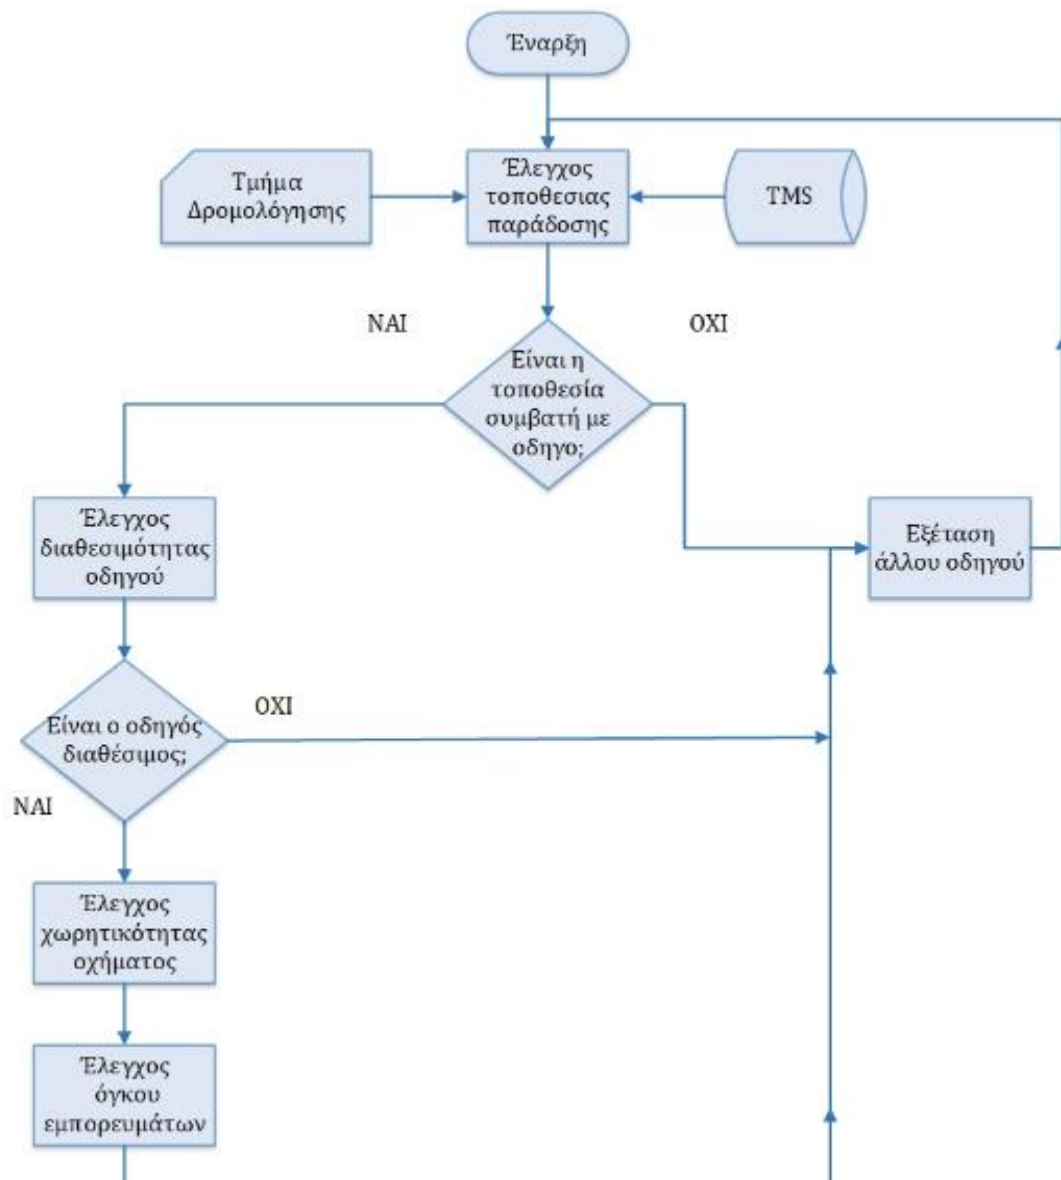 Έναρξη
Έλεγχος
τοποθεσιας
παράδοσης
Τμήμα
Δρομολόγησης
TMS
ΝΑΙ
ΟΧΙ
Είναι η
τοποθεσία
συμβατή με
οδηγο;
Έλεγχος
διαθεσιμότητας
οδηγού
Εξέταση
άλλου οδηγού
Είναι ο οδηγός
διαθέσιμος;
ΟΧΙ
ΝΑΙ
Έλεγχος
χωρητικότητας
οχήματος
Έλεγχος
όγκου
εμπορευμάτων